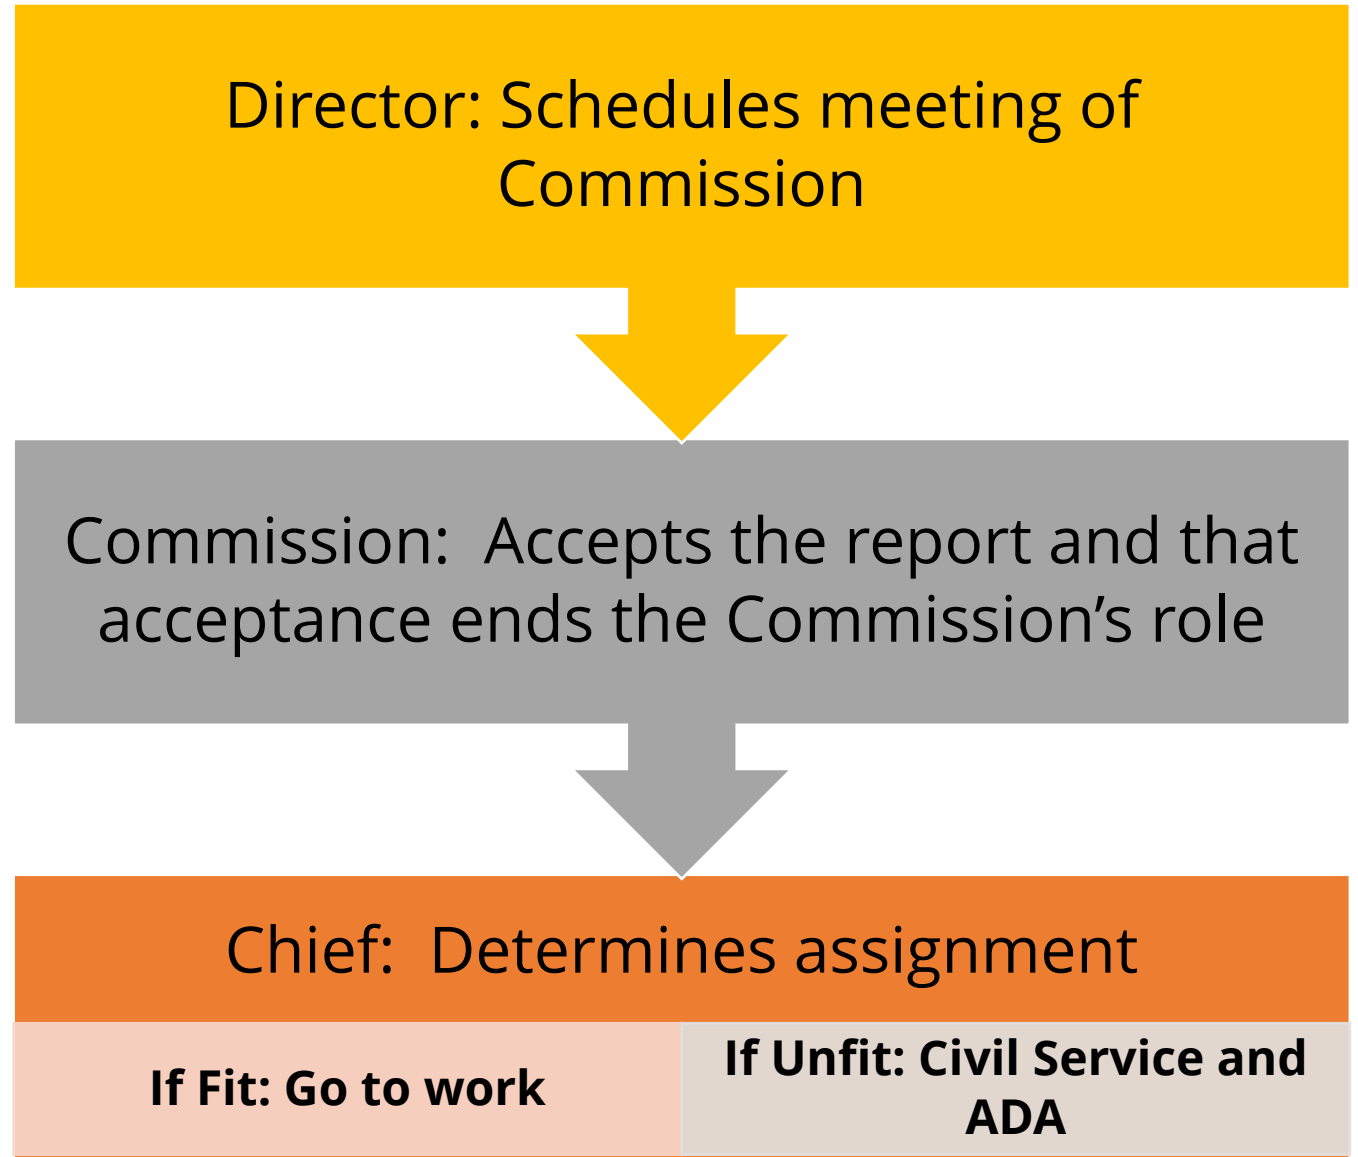 Director: Schedules meeting of
Commission
Commission:  Accepts the report and that
acceptance ends the Commission’s role
Chief:  Determines assignment
If Fit: Go to work
If Unfit: Civil Service and
ADA